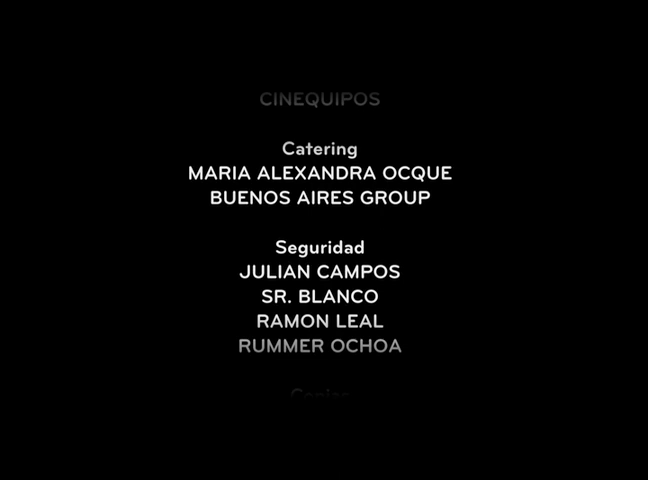 CINEQUIPOS
Catering
MARIA ALEXANDRA OCQUE
BUENOS AIRES GROUP
Seguridad
JULIAN CAMPOS
SR. BLANCO
RAMON LEAL
RUMMER OCHOA